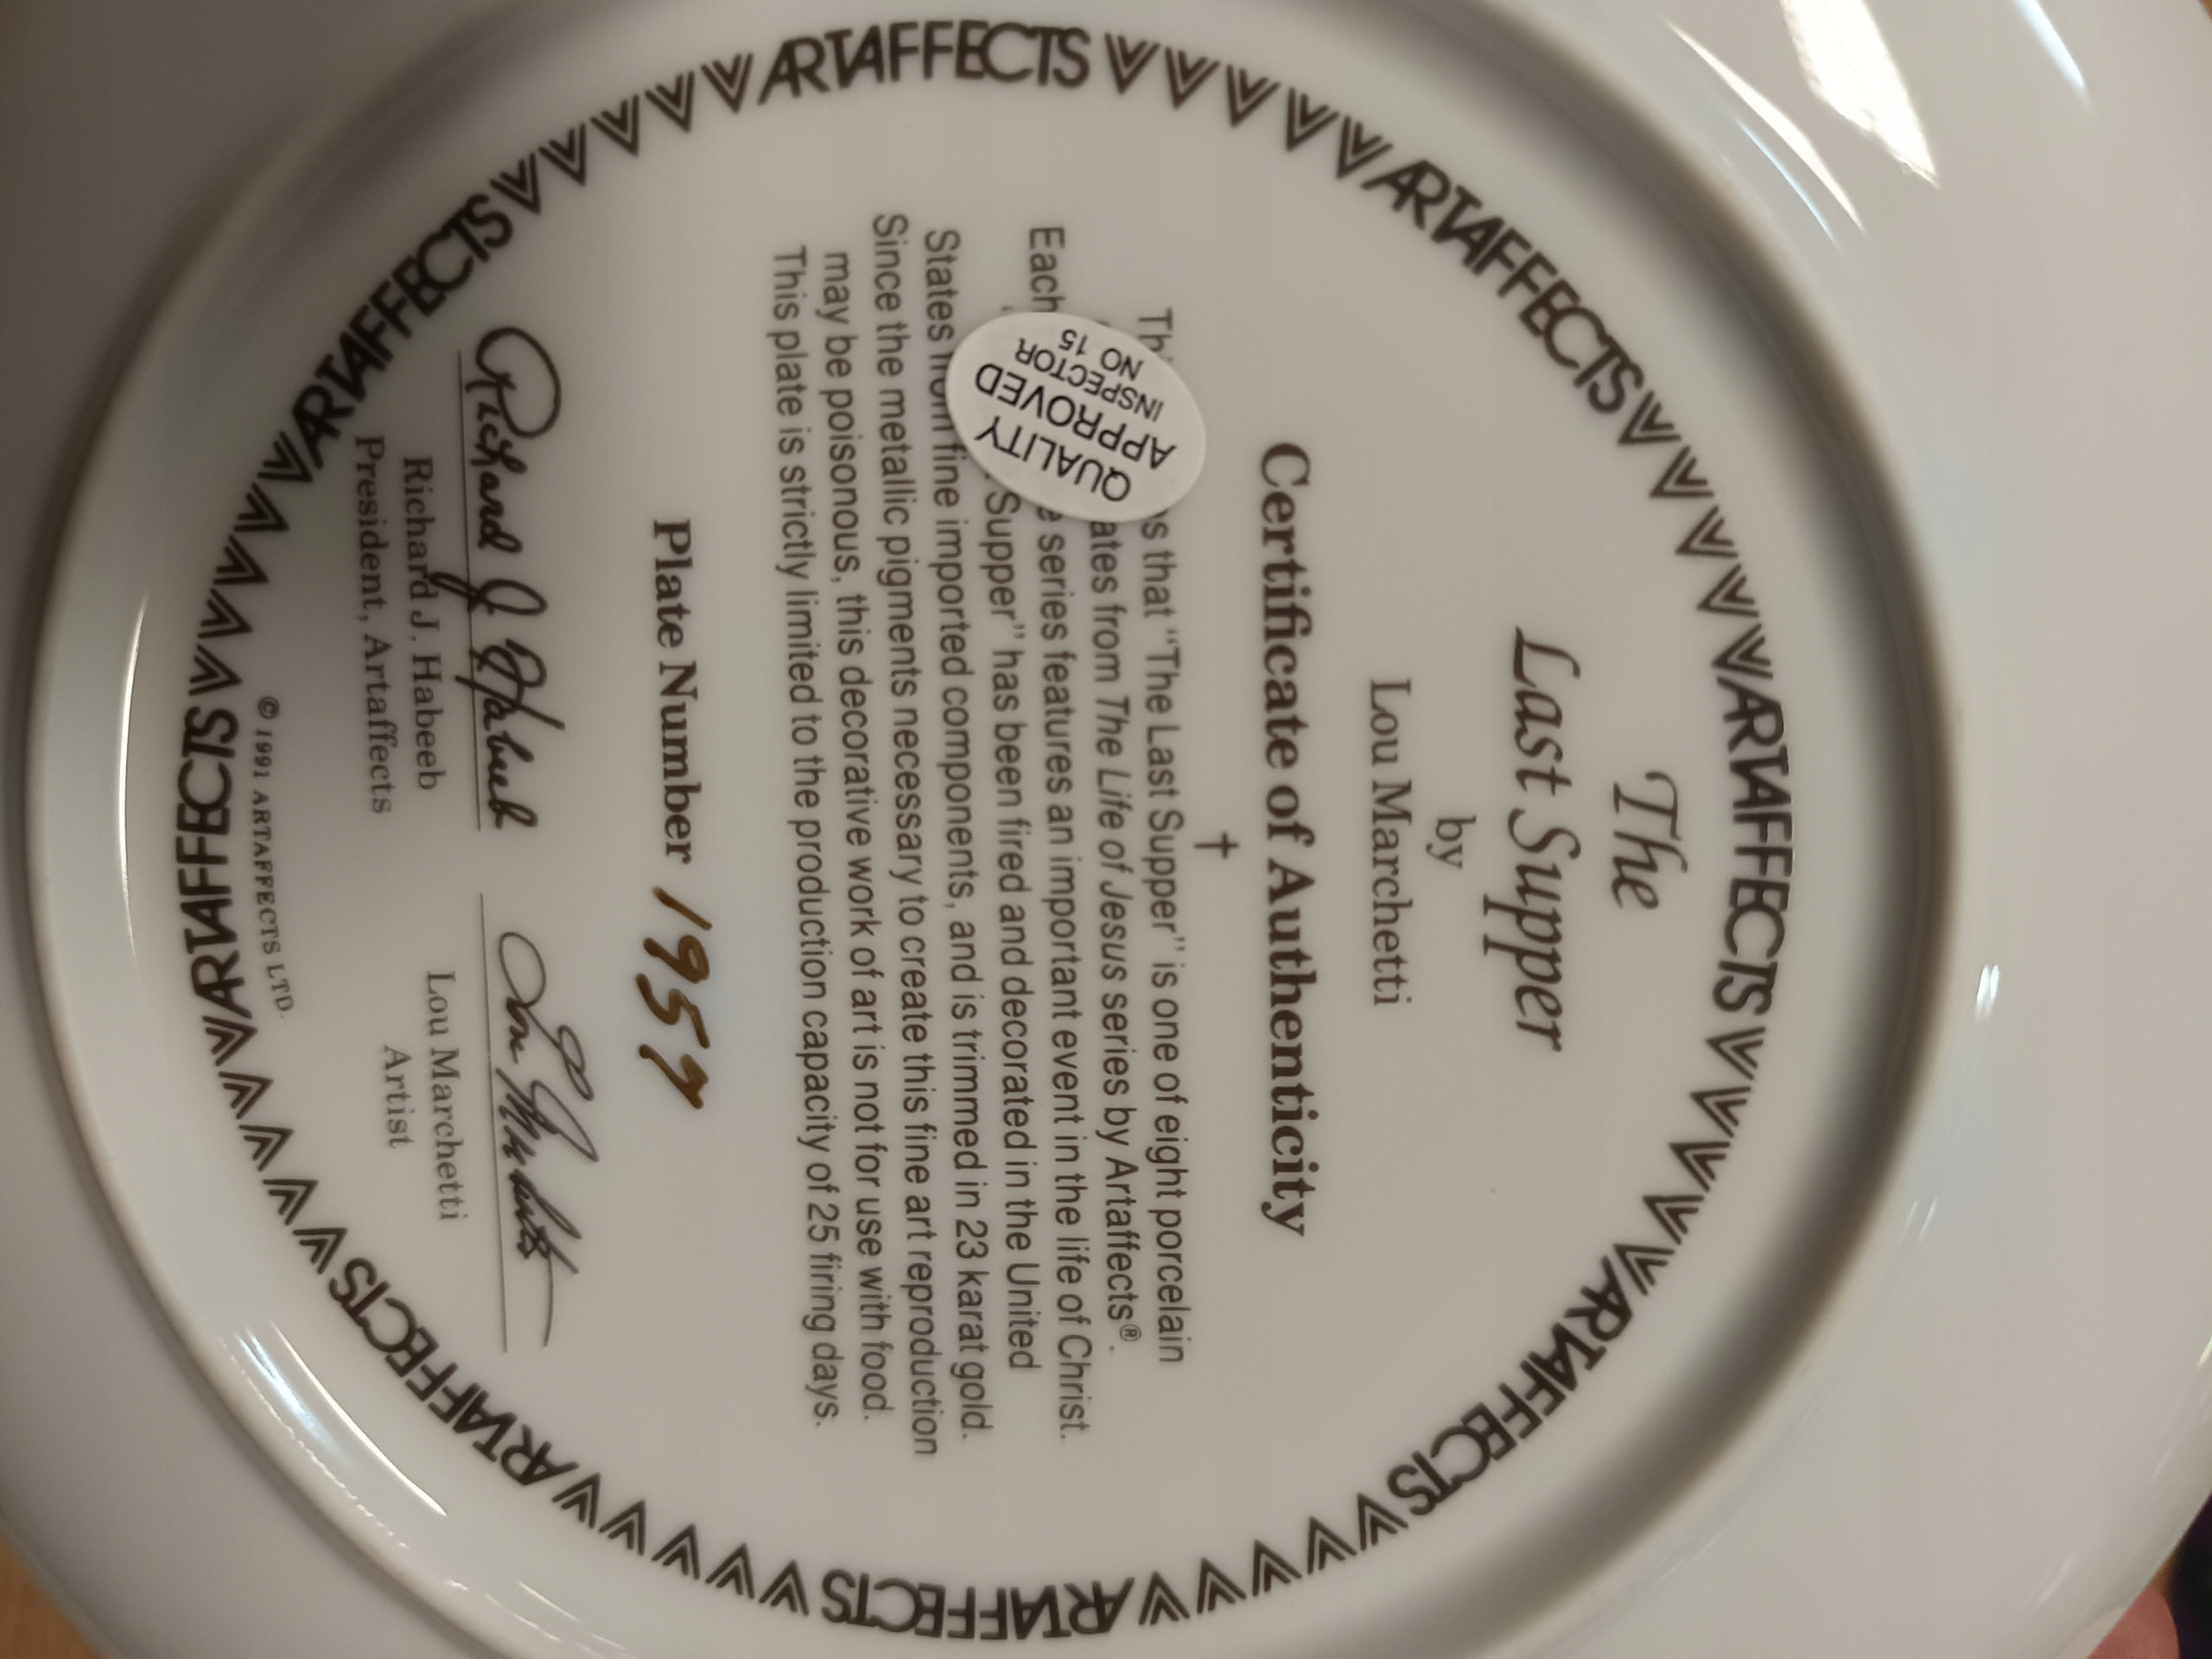 The
Last Supper
by
Lou Marchetti
Certificate of Authenticity
†
that “The Last Supper” is one of eight porcelain
from The Life of Jesus series by Artaffects®.
Each series features an important event in the life of Christ.
Supper” has been fired and decorated in the United
States from fine imported components, and is trimmed in 23 karat gold.
Since the metallic pigments necessary to create this fine art reproduction
may be poisonous, this decorative work of art is not for use with food.
This plate is strictly limited to the production capacity of 25 firing days.
QUALITY
APPROVED
INSPECTOR
NO 15
Plate Number 1957
Richard J. Habeeb
Lou Marchetti
Richard J. Habeeb
President, Artaffects
Lou Marchetti
Artist
© 1991 ARTAFFECTS LTD.
ARTAFFECTS
ARTAFFECTS
ARTAFFECTS
ARTAFFECTS
ARTAFFECTS
ARTAFFECTS
ARTAFFECTS
ARTAFFECTS